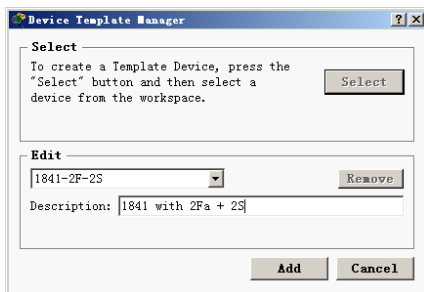 Device Template Manager
Select
To create a Template Device, press the
"Select" button and then select a
device from the workspace.
Select
Edit
1841-2F-2S
Remove
Description: 1841 with 2Fa + 2S
Add Cancel